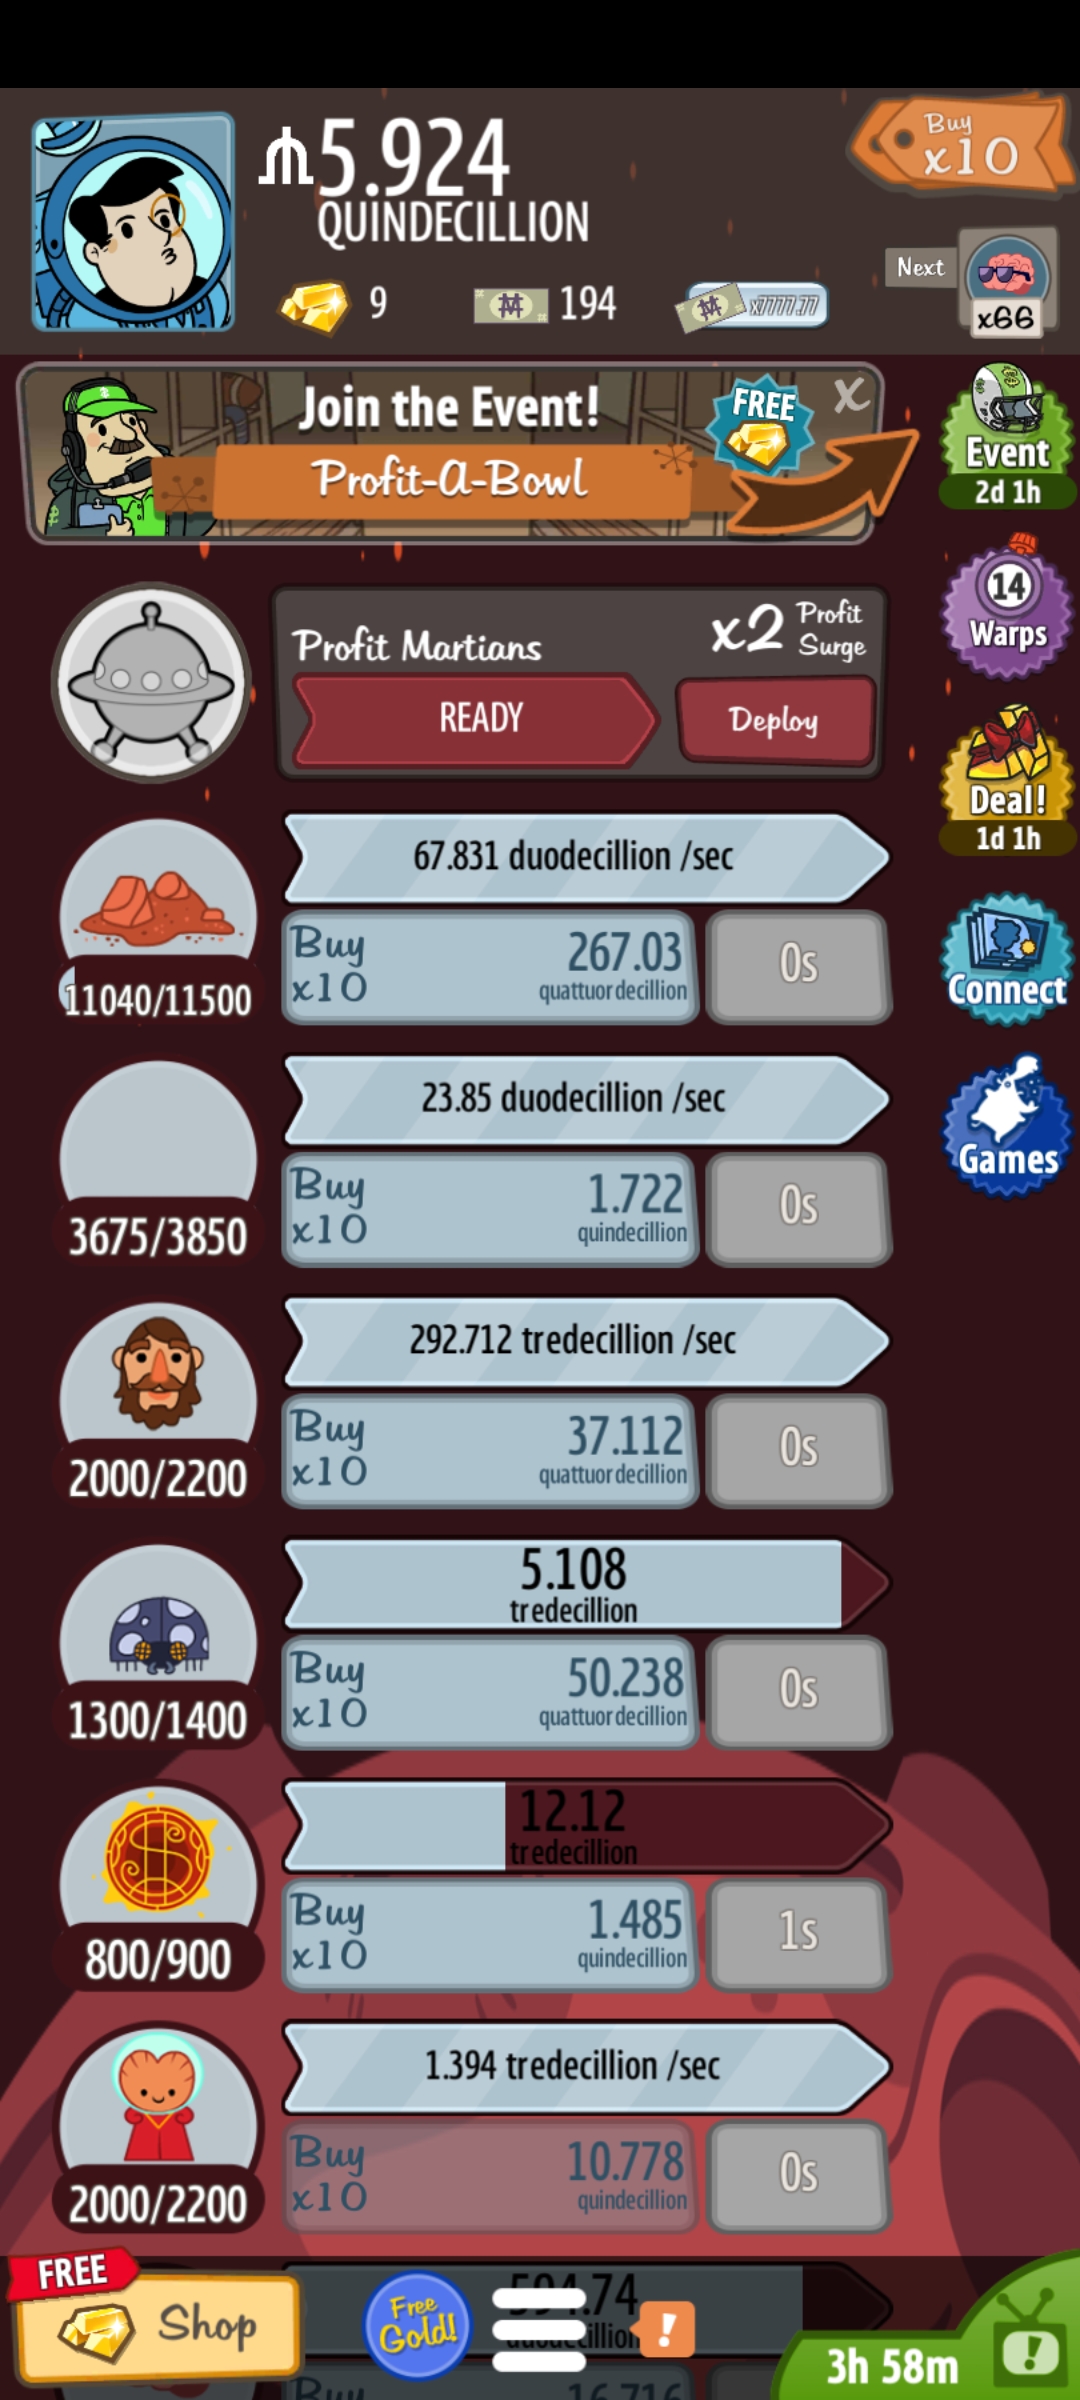 5.924
QUINDECILLION
Buy
x10
9
194
x7777.77
Next
x66
Join the Event!
FREE
X
Profit-A-Bowl
Event
2d 1h
14
Warps
Profit Martians
x2 Profit
Surge
READY
Deploy
Deal!
1d 1h
67.831 duodecillion /sec
Buy
x10
267.03
quattuordecillion
0s
11040/11500
Connect
23.85 duodecillion /sec
Games
Buy
x10
1.722
quindecillion
0s
3675/3850
292.712 tredecillion /sec
Buy
x10
37.112
quattuordecillion
0s
2000/2200
5.108
tredecillion
Buy
x10
50.238
quattuordecillion
0s
1300/1400
12.12
tredecillion
Buy
x10
1.485
quindecillion
1s
800/900
1.394 tredecillion /sec
Buy
x10
10.778
quindecillion
0s
2000/2200
FREE
Shop
Free
Gold!
594.74
!
!
3h 58m
Buy
16.716